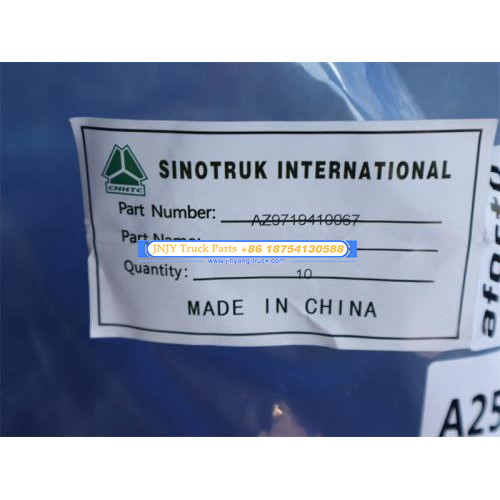 CNHTC
SINOTRUK INTERNATIONAL
Part Number: AZ9719410067
Part Name:
JNJY Truck Parts +86 18754130588
www.jnhyang-truck.com
Quantity: 10
MADE IN CHINA
A25